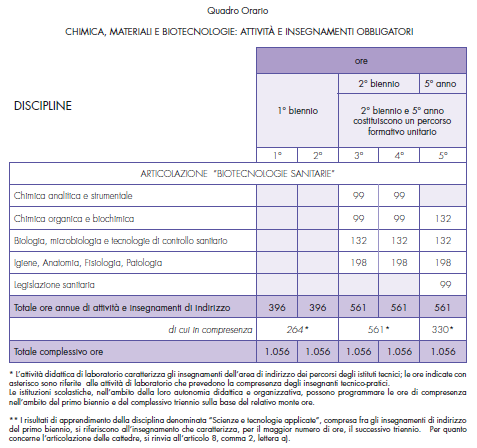 Quadro Orario
CHIMICA, MATERIALI E BIOTECNOLOGIE: ATTIVITÀ E INSEGNAMENTI OBBLIGATORI
DISCIPLINE
ore
1° biennio
2° biennio
5° anno
2° biennio e 5° anno
costituiscono un percorso
formativo unitario
1° 2° 3° 4° 5°
ARTICOLAZIONE "BIOTECNOLOGIE SANITARIE"
Chimica analitica e strumentale 99 99
Chimica organica e biochimica 99 99 132
Biologia, microbiologia e tecnologie di controllo sanitario 132 132 132
Igiene, Anatomia, Fisiologia, Patologia 198 198 198
Legislazione sanitaria 99
Totale ore annue di attività e insegnamenti di indirizzo 396 396 561 561 561
di cui in compresenza 264* 561* 330*
Totale complessivo ore 1.056 1.056 1.056 1.056 1.056
* L'attività didattica di laboratorio caratterizza gli insegnamenti dell'area di indirizzo dei percorsi degli istituti tecnici; le ore indicate con
asterisco sono riferite alle attività di laboratorio che prevedono la compresenza degli insegnanti tecnico-pratici.
Le istituzioni scolastiche, nell'ambito della loro autonomia didattica e organizzativa, possono programmare le ore di compresenza
nell'ambito del primo biennio e del complessivo triennio sulla base del relativo monte ore.
** I risultati di apprendimento della disciplina denominata "Scienze e tecnologie applicate", compresa fra gli insegnamenti di indirizzo
del primo biennio, si riferiscono all'insegnamento che caratterizza, per il maggior numero di ore, il successivo triennio. Per quanto
concerne l'articolazione delle cattedre, si rinvia all'articolo 8, comma 2, lettera a).